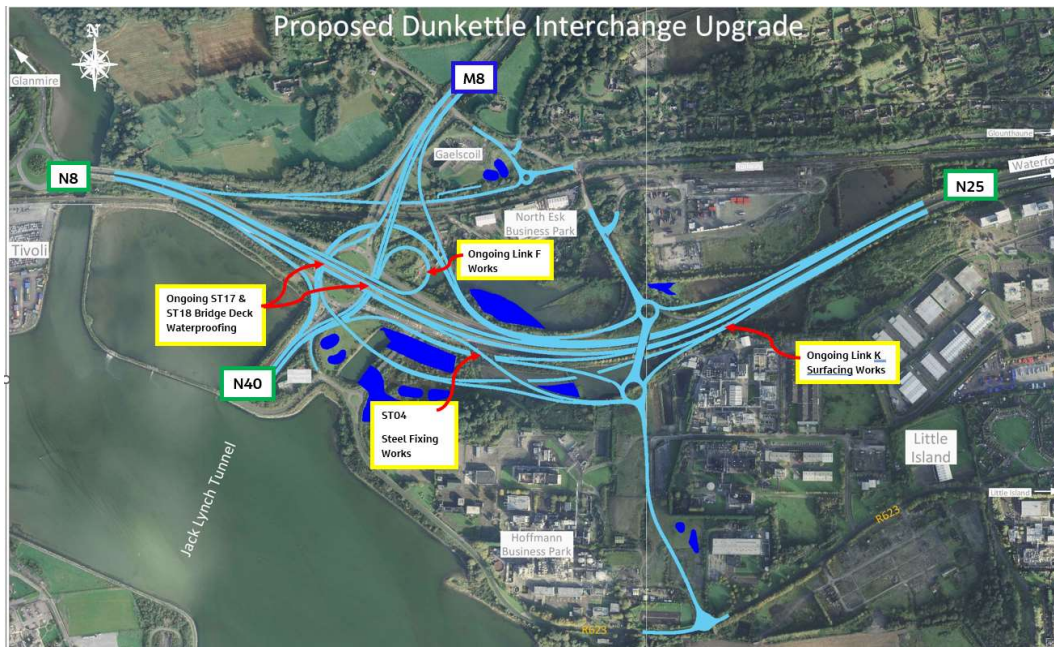 Proposed Dunkettle Interchange Upgrade
N
Glanmire
M8
Gaelscoil
Glounthaune
N8
N25
North Esk
Business Park
Tivoli
Ongoing Link F
Works
Ongoing ST17 &
ST18 Bridge Deck
Waterproofing
Ongoing Link K
Surfacing Works
N40
ST04
Steel Fixing
Works
Little
Island
Jack Lynch Tunnel
Little Island
R623
Hoffmann
Business Park
R623